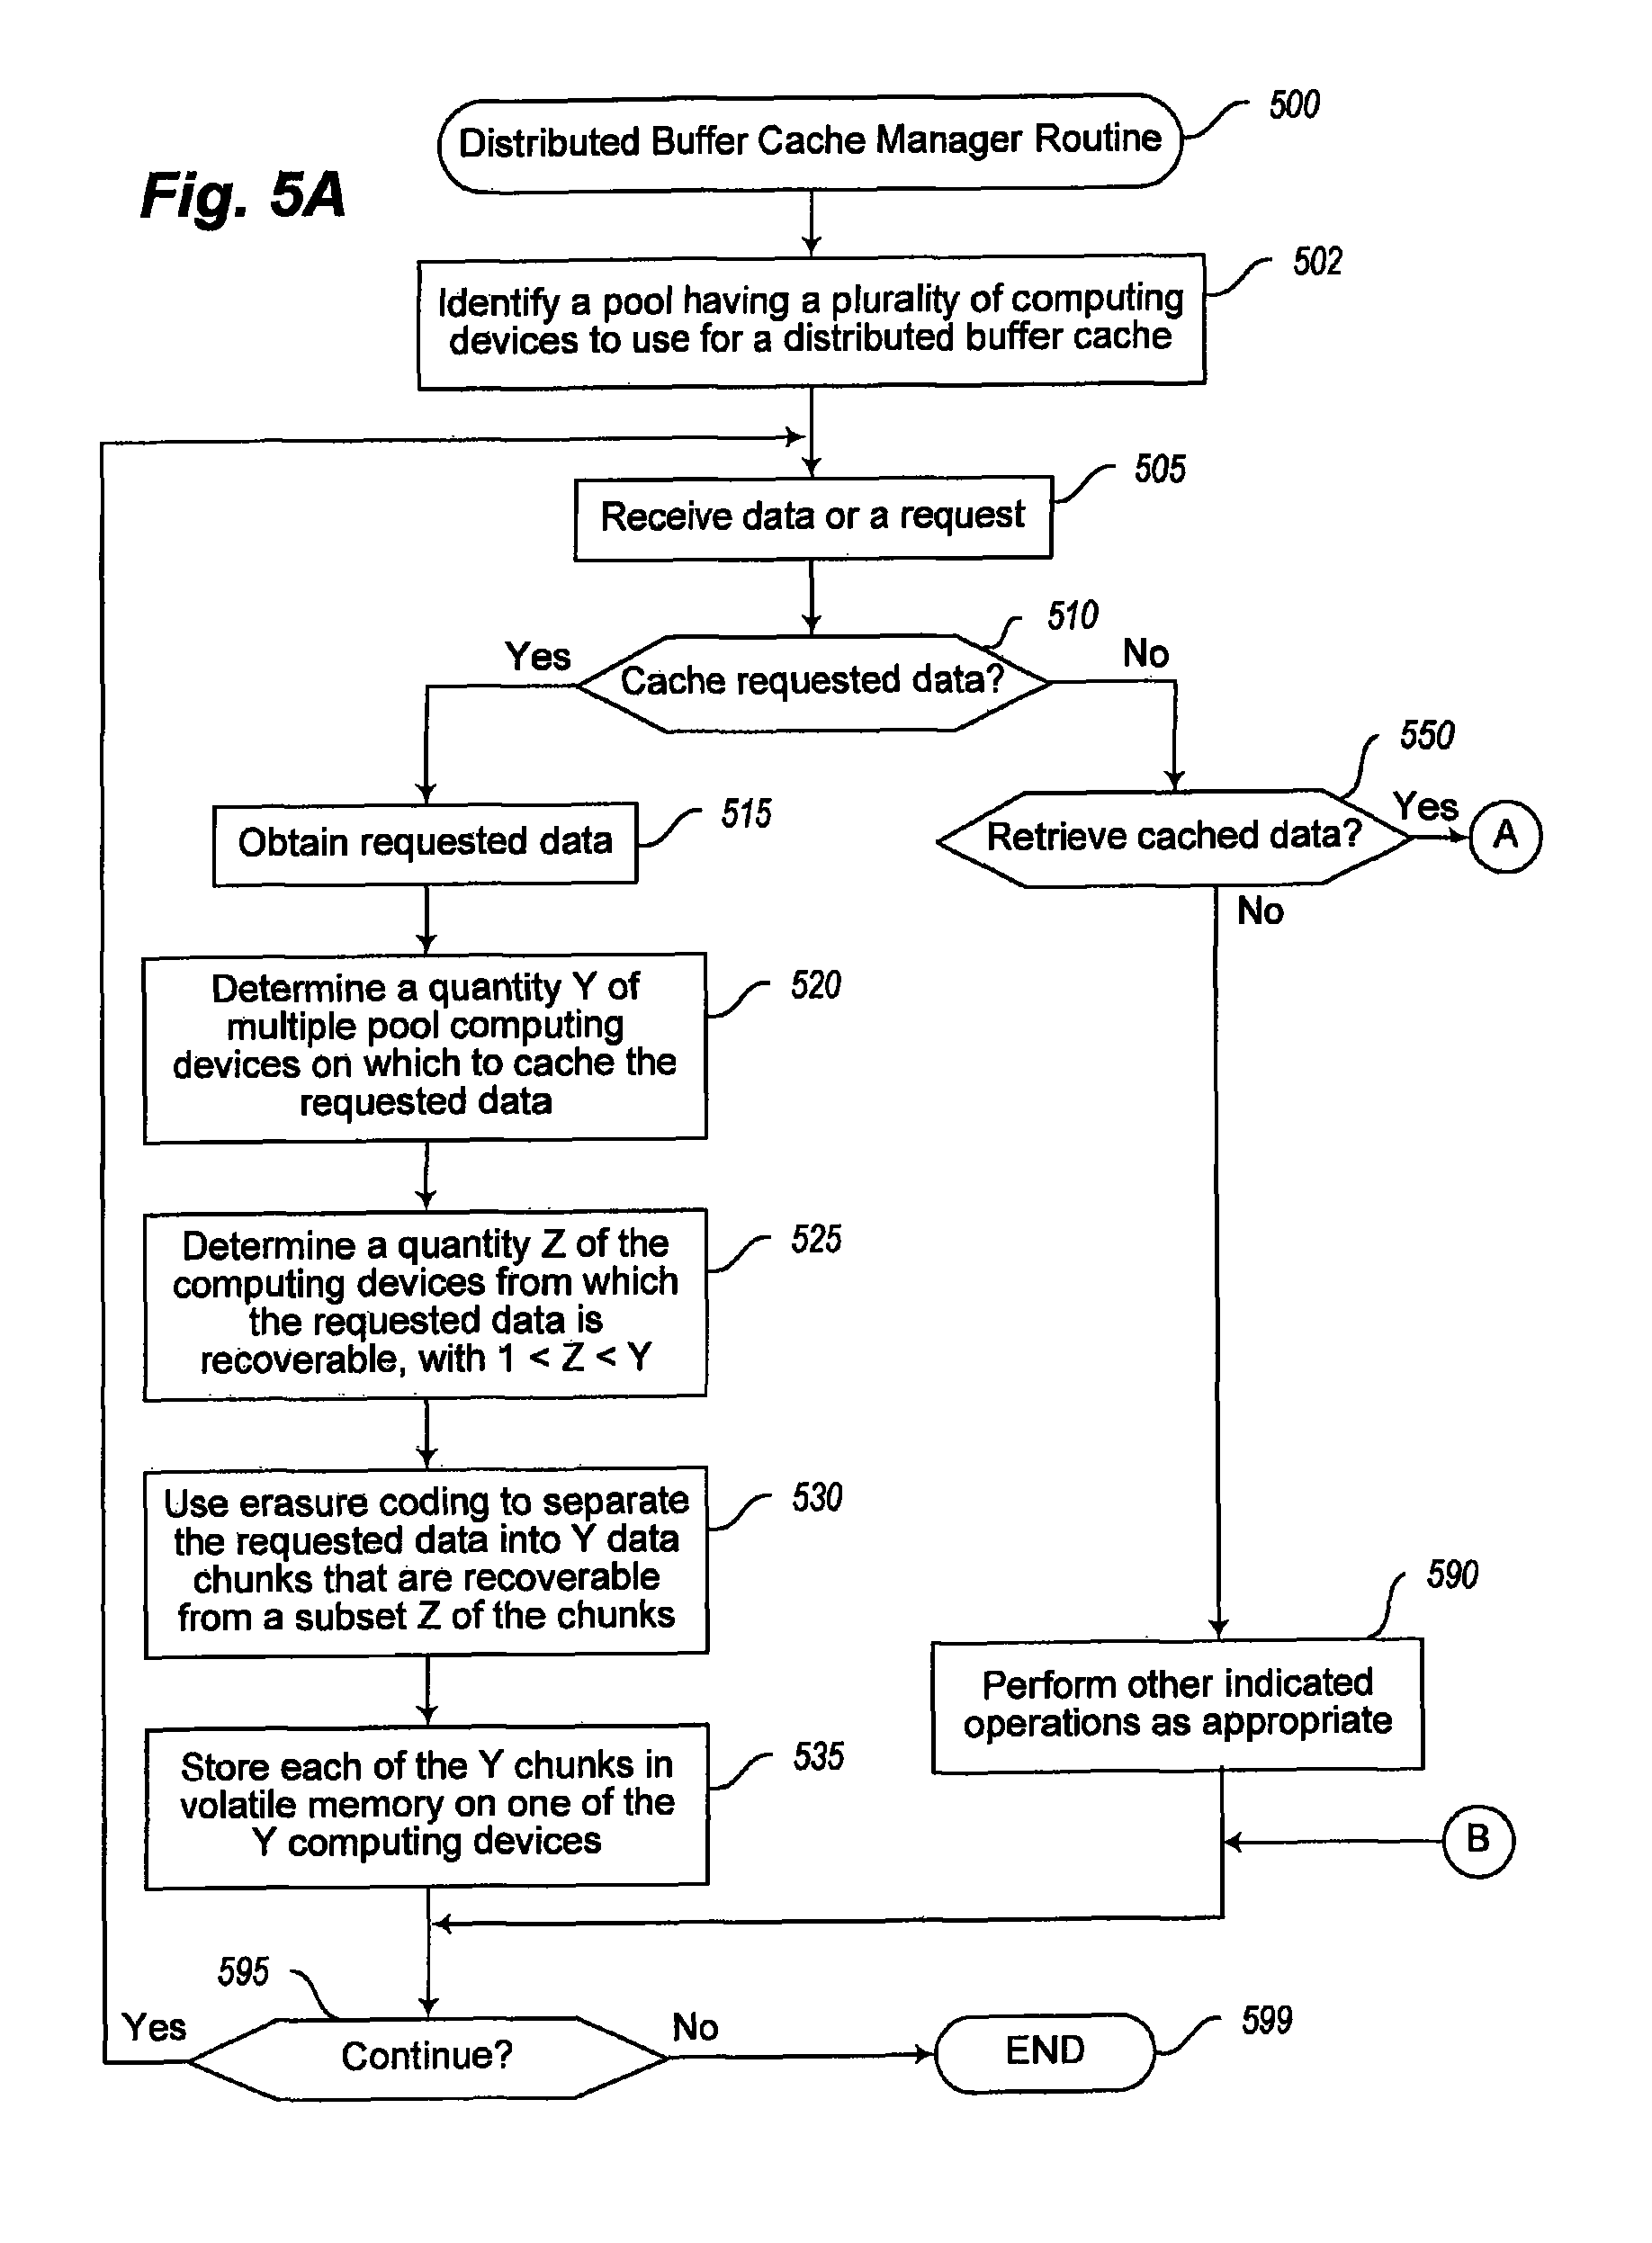 500
Distributed Buffer Cache Manager Routine
Fig. 5A
502
Identify a pool having a plurality of computing
devices to use for a distributed buffer cache
505
Receive data or a request
510
Yes
No
Cache requested data?
550
515
Yes
Obtain requested data
Retrieve cached data?
A
No
520
Determine a quantity Y of
multiple pool computing
devices on which to cache the
requested data
525
Determine a quantity Z of the
computing devices from which
the requested data is
recoverable, with 1 < Z < Y
530
Use erasure coding to separate
the requested data into Y data
chunks that are recoverable
from a subset Z of the chunks
590
Perform other indicated
operations as appropriate
535
Store each of the Y chunks in
volatile memory on one of the
Y computing devices
B
595
Yes
No
599
Continue?
END